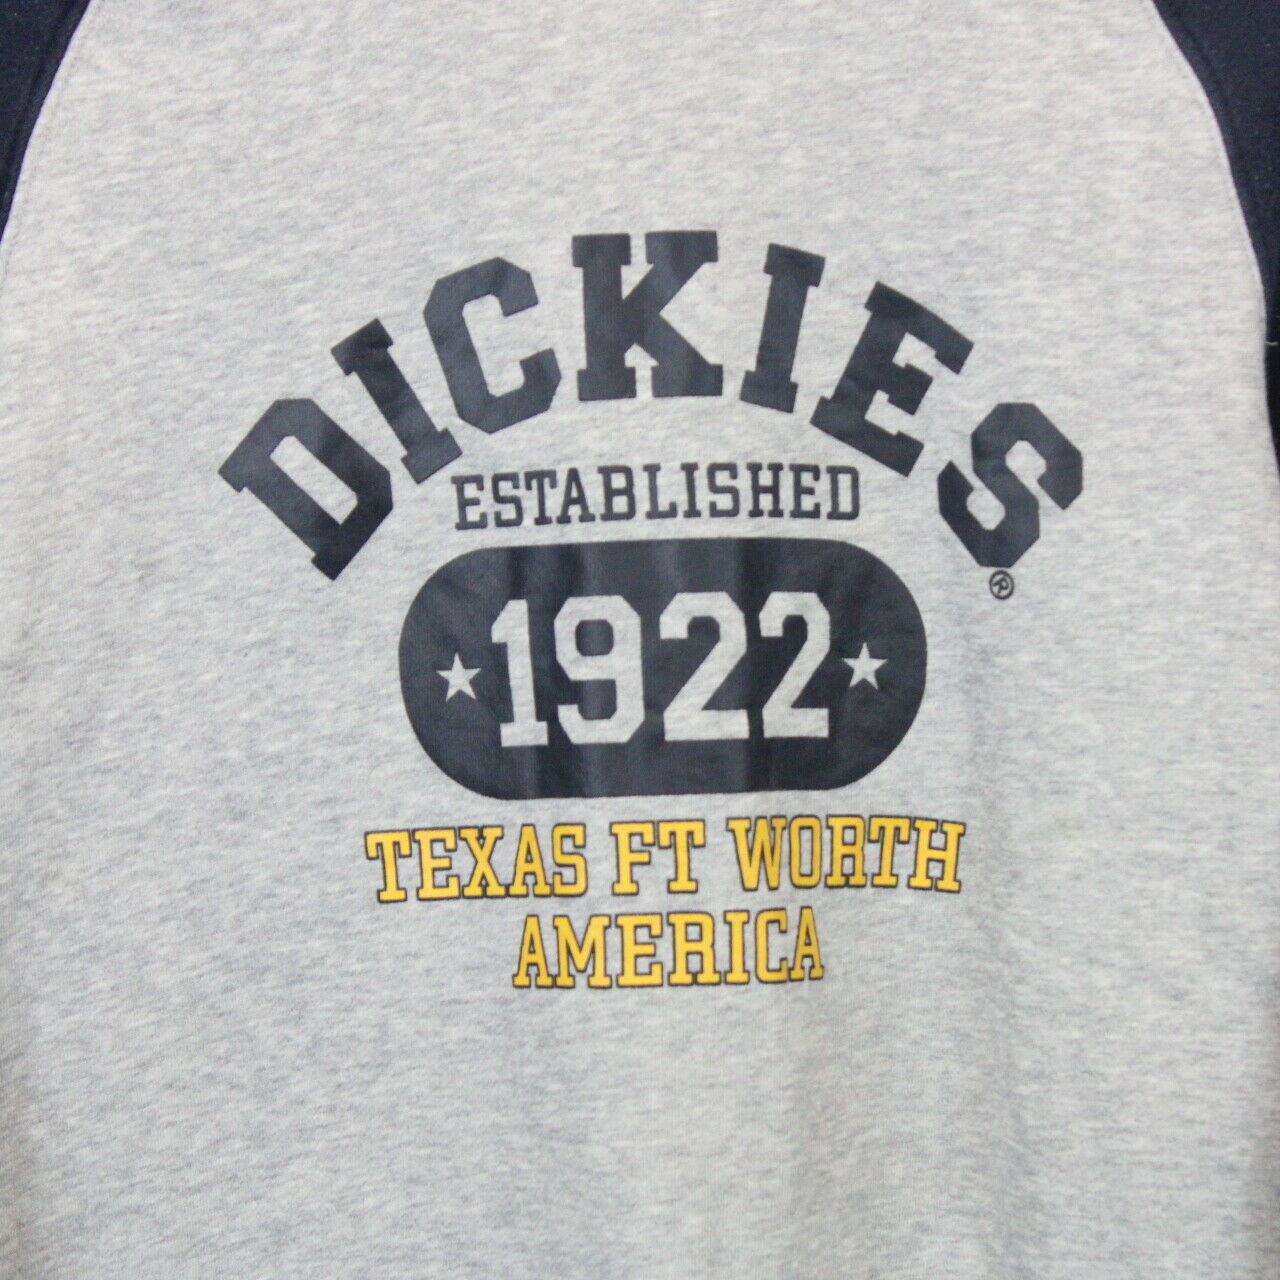 DICKIES®
ESTABLISHED
1922
TEXAS FT WORTH
AMERICA